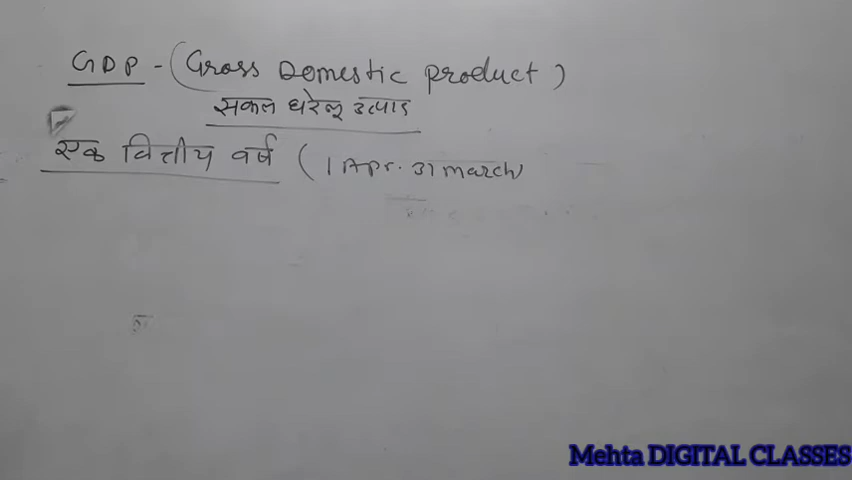 GDP - (Gross Domestic product)
सकल घरेलू उत्पाद
एक वित्तीय वर्ष (1 Apr. 31 march)
Mehta DIGITAL CLASSES